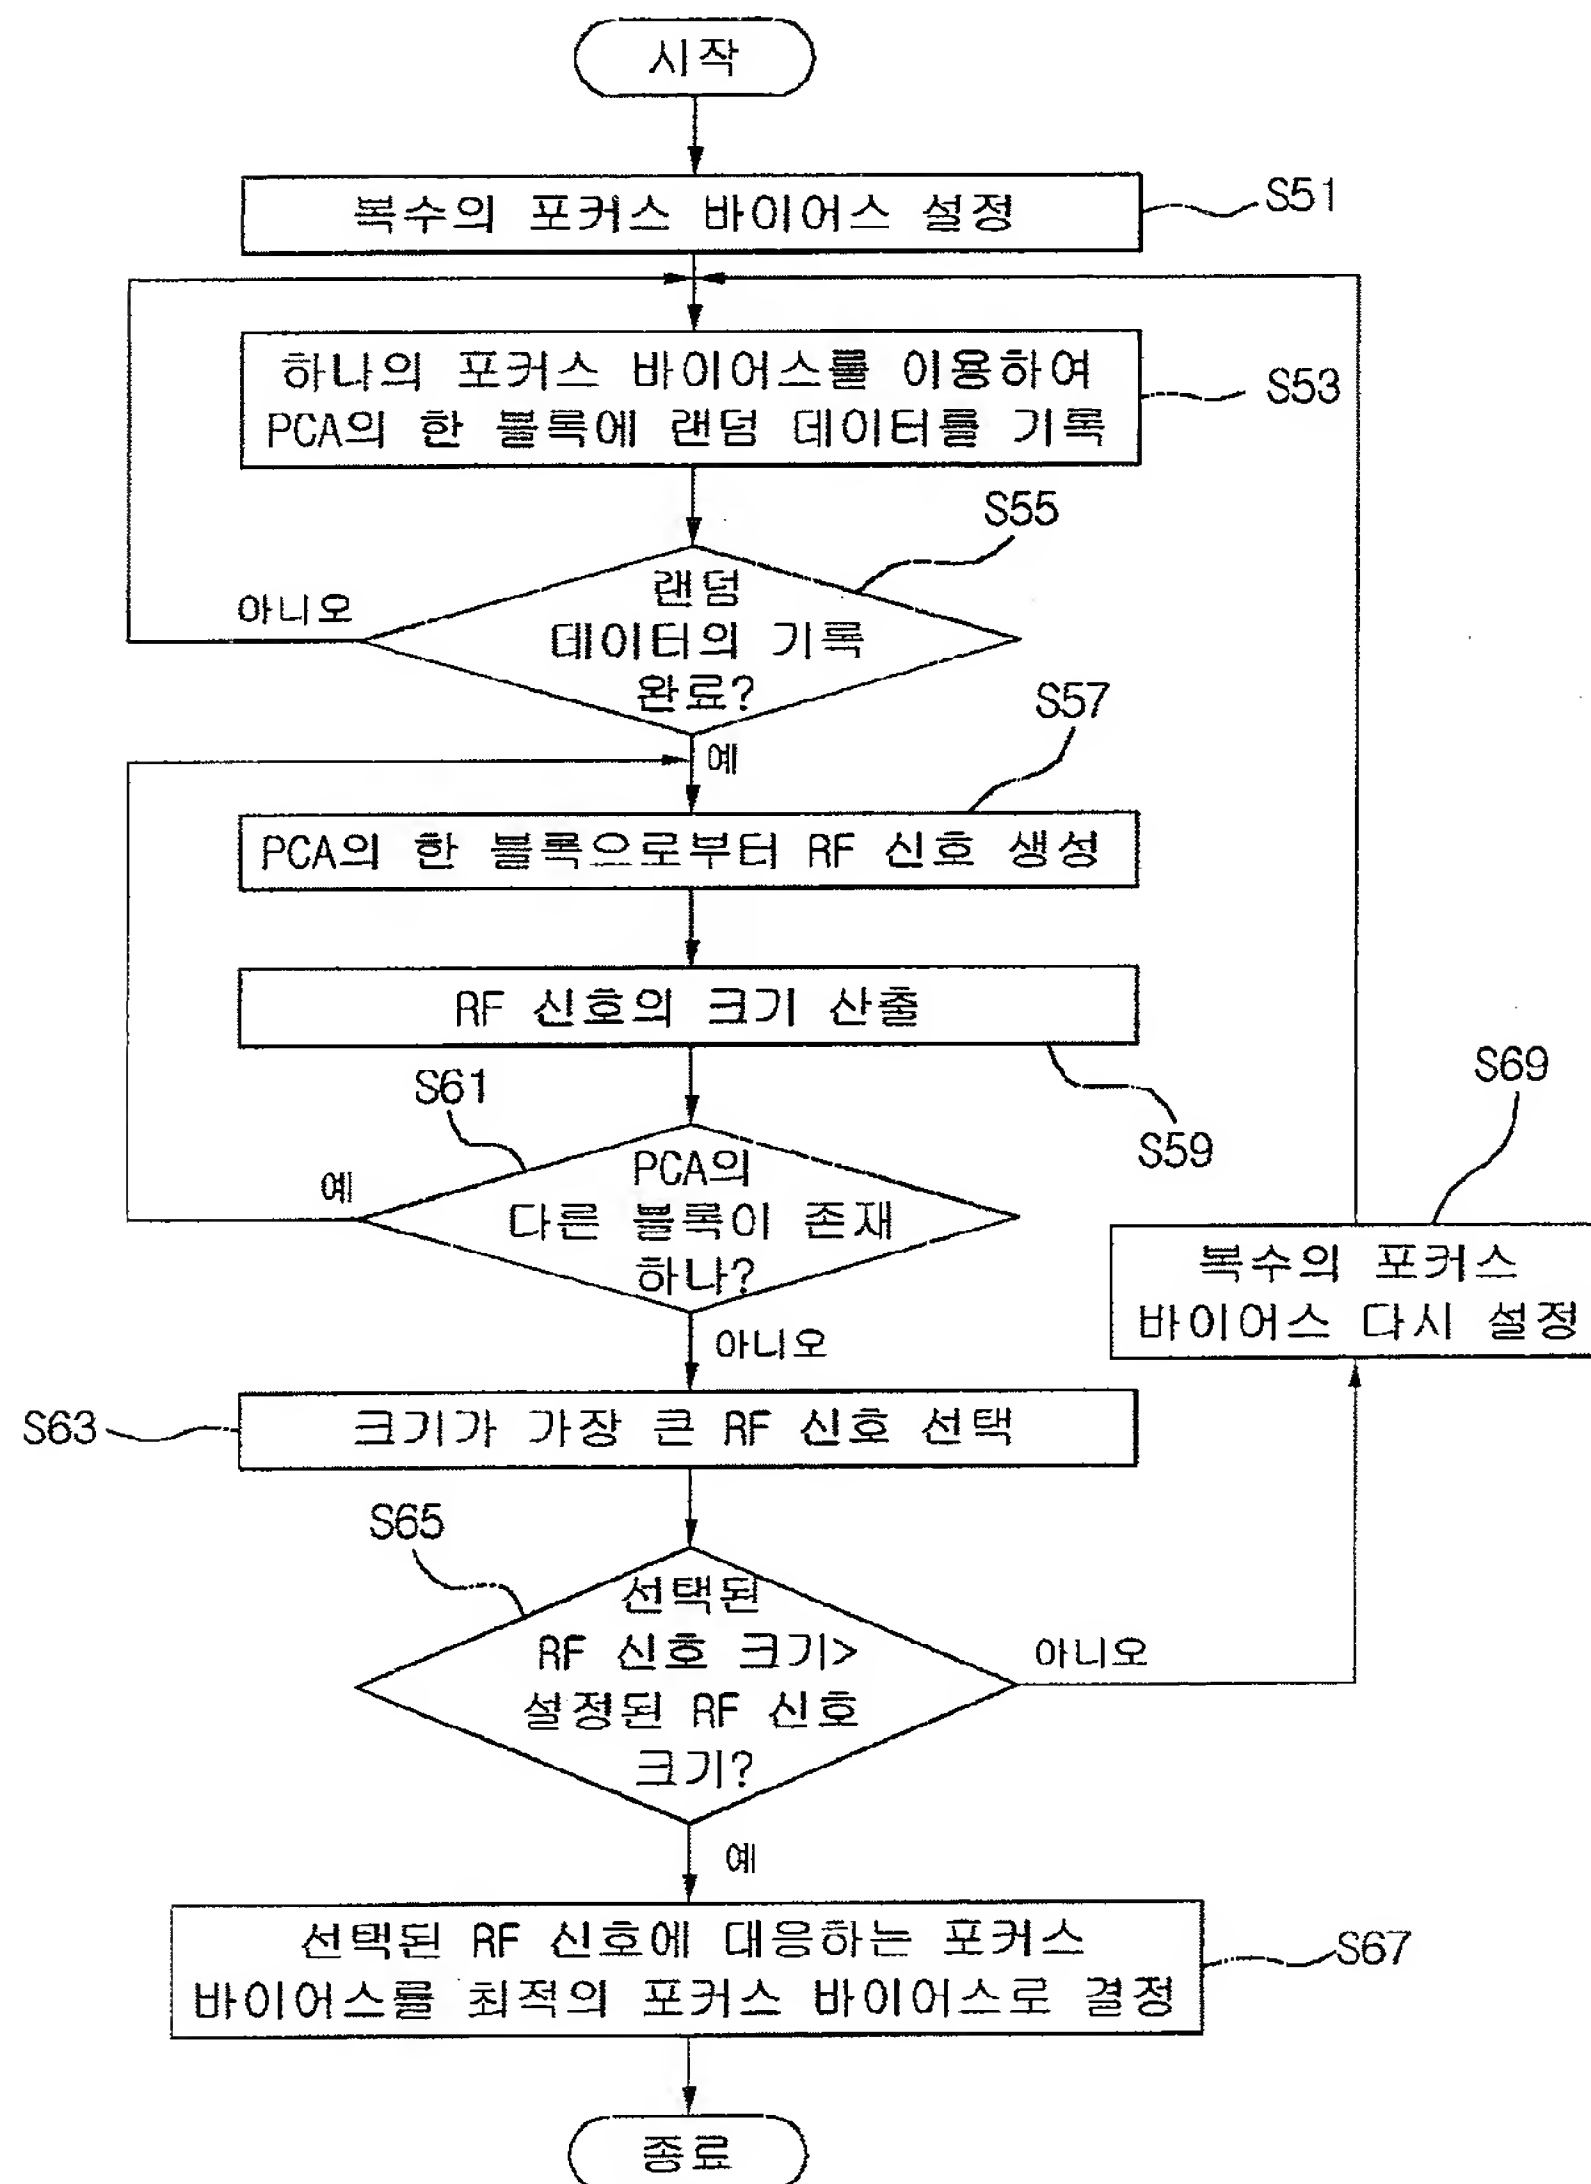 시작
복수의 포커스 바이어스 설정
S51
하나의 포커스 바이어스를 이용하여
PCA의 한 블록에 랜덤 데이터를 기록
S53
S55
랜덤
데이터의 기록
완료?
아니오
예
S57
PCA의 한 블록으로부터 RF 신호 생성
RF 신호의 크기 산출
S59
S61
PCA의
다른 블록이 존재
하나?
예
아니오
S69
복수의 포커스
바이어스 다시 설정
S63
크기가 가장 큰 RF 신호 선택
S65
선택된
RF 신호 크기>
설정된 RF 신호
크기?
아니오
예
선택된 RF 신호에 대응하는 포커스
바이어스를 최적의 포커스 바이어스로 결정
S67
종료